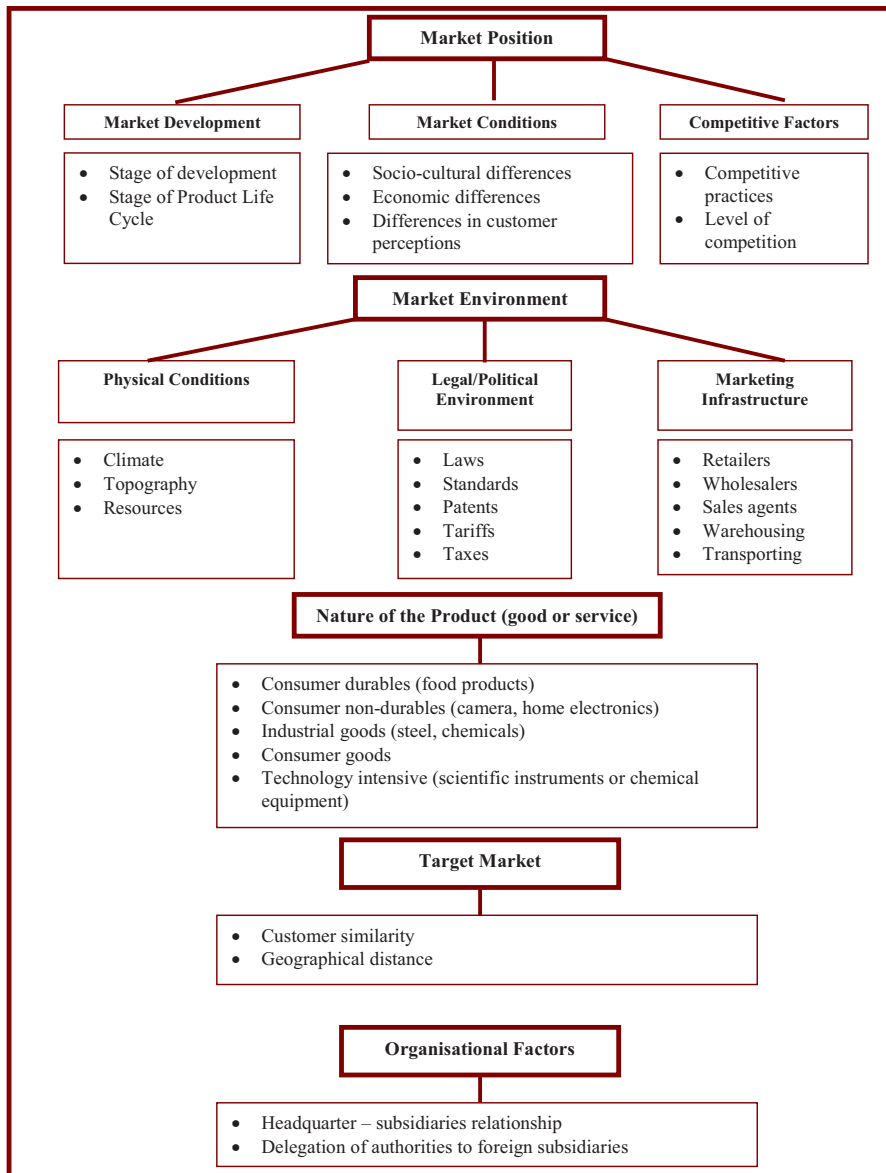 Market Position
Market Development
Market Conditions
Competitive Factors
• Stage of development
• Stage of Product Life
Cycle
• Socio-cultural differences
• Economic differences
• Differences in customer
perceptions
• Competitive
practices
• Level of
competition
Market Environment
Physical Conditions
Legal/Political
Environment
Marketing
Infrastructure
• Climate
• Topography
• Resources
• Laws
• Standards
• Patents
• Tariffs
• Taxes
• Retailers
• Wholesalers
• Sales agents
• Warehousing
• Transporting
Nature of the Product (good or service)
• Consumer durables (food products)
• Consumer non-durables (camera, home electronics)
• Industrial goods (steel, chemicals)
• Consumer goods
• Technology intensive (scientific instruments or chemical
equipment)
Target Market
• Customer similarity
• Geographical distance
Organisational Factors
• Headquarter – subsidiaries relationship
• Delegation of authorities to foreign subsidiaries